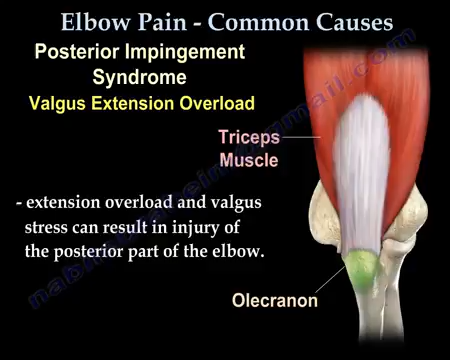 Elbow Pain - Common Causes
Posterior Impingement
Syndrome
Valgus Extension Overload
Triceps
Muscle
- extension overload and valgus
stress can result in injury of
the posterior part of the elbow.
Olecranon